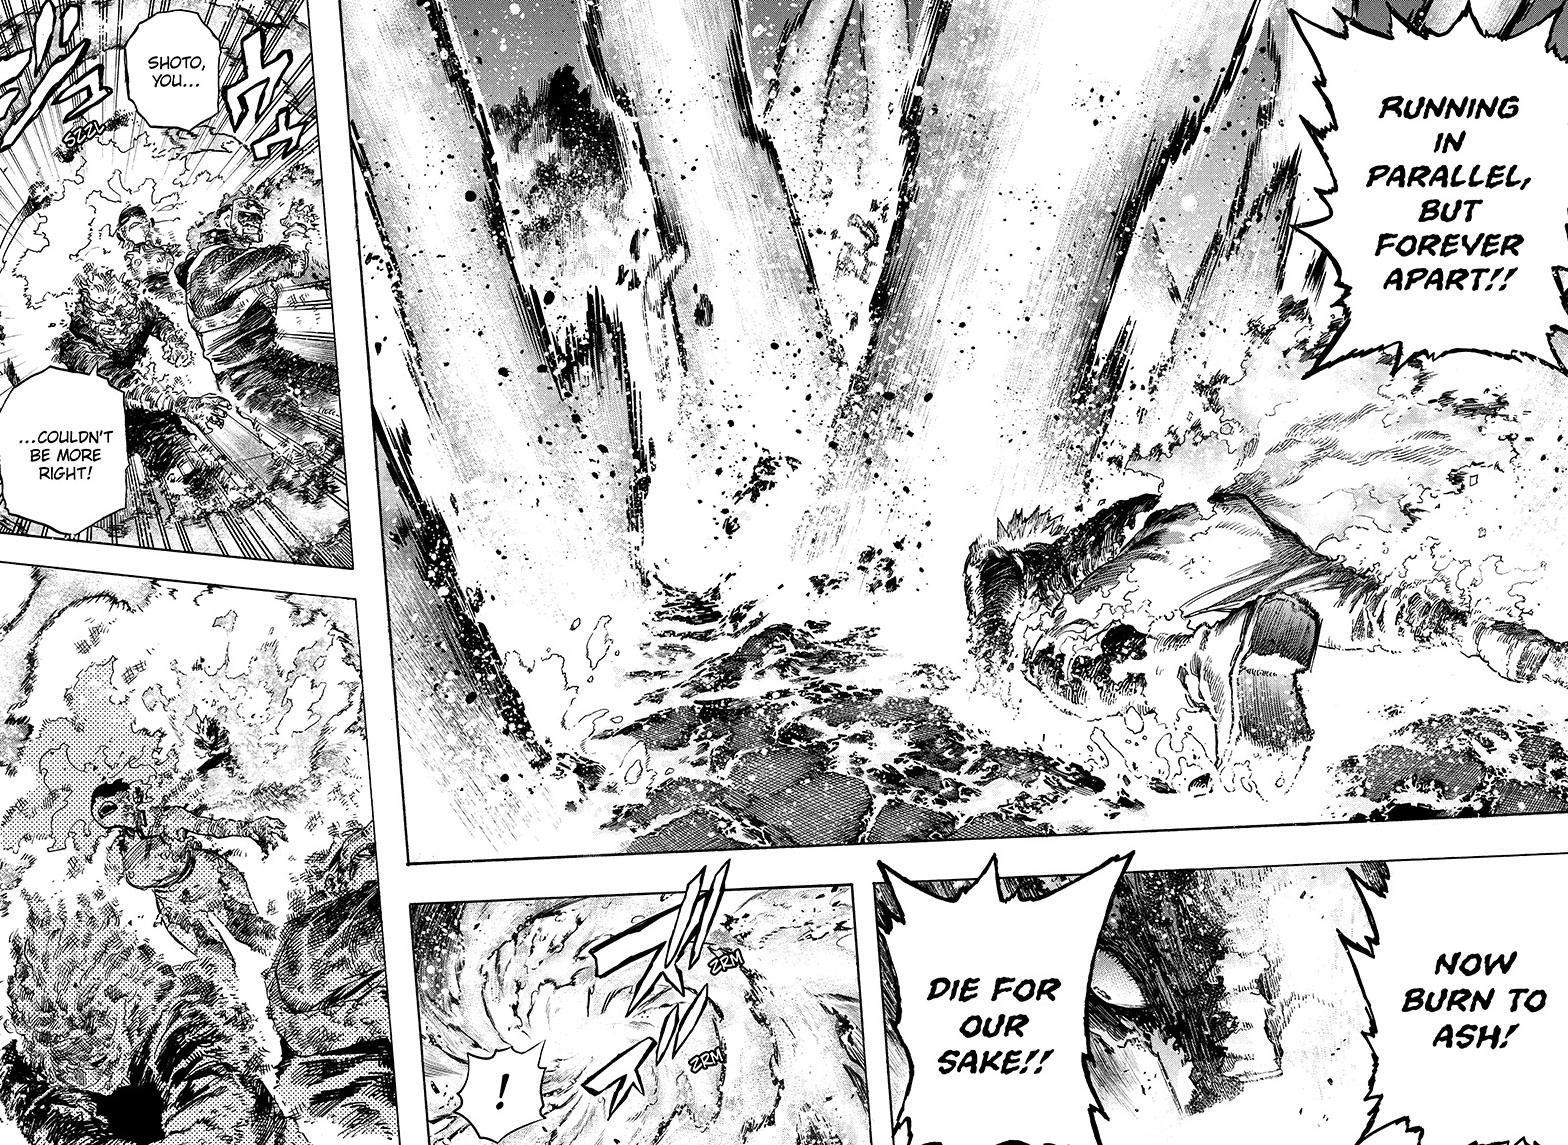 RUNNING
IN
PARALLEL,
BUT
FOREVER
APART!!
NOW
BURN TO
ASH!
DIE FOR
OUR
SAKE!!
ZRM
ZRM
!
SHOTO,
YOU...
SZZL
...COULDN'T
BE MORE
RIGHT!